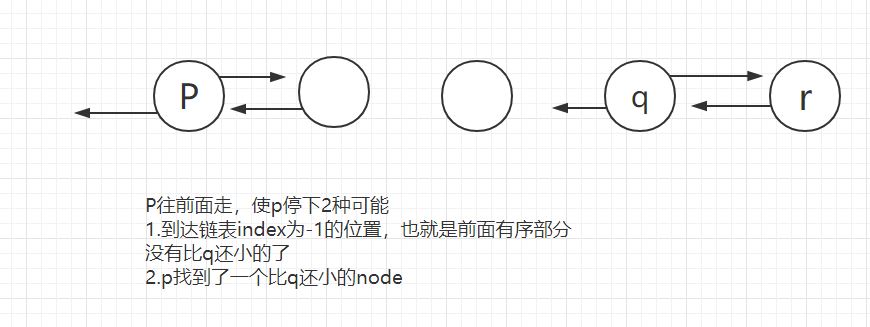 P q r
P往前面走，使p停下2种可能
1.到达链表index为-1的位置，也就是前面有序部分
没有比q还小的了
2.p找到了一个比q还小的node